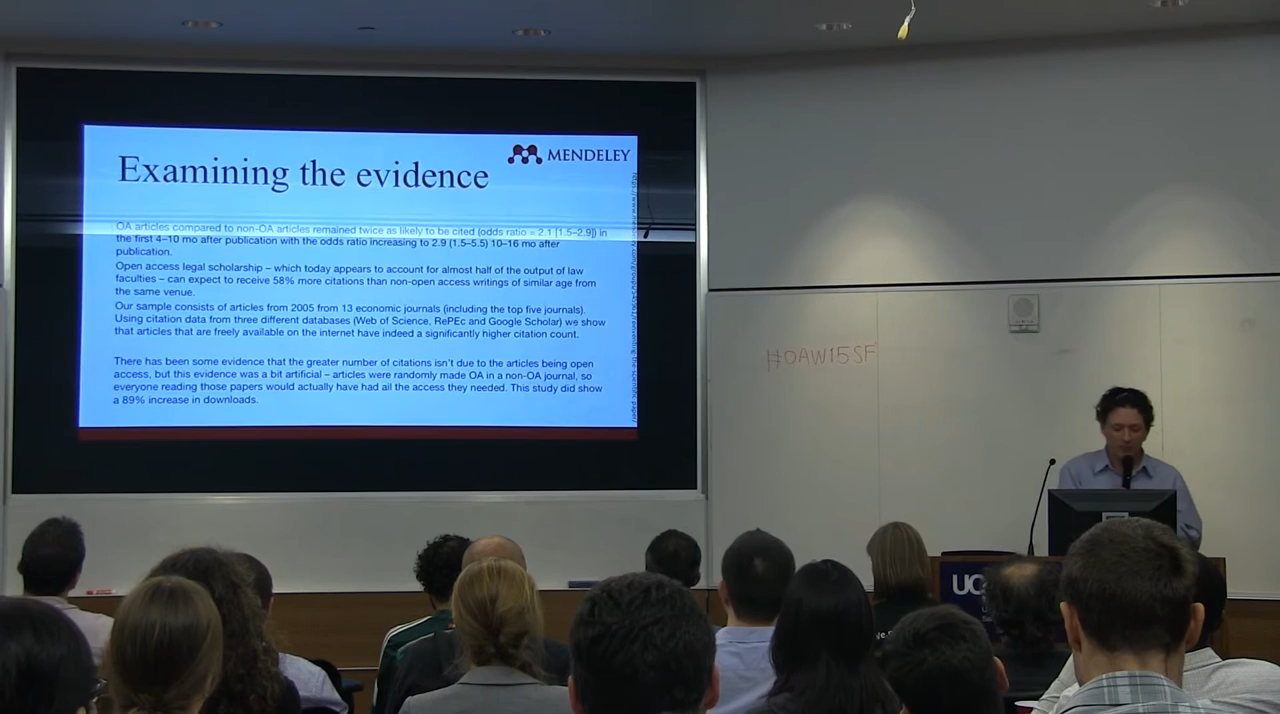 MENDELEY
Examining the evidence
OA articles compared to non-OA articles remained twice as likely to be cited (odds ratio = 2.1 [1.5–2.9]) in
the first 4–10 mo after publication with the odds ratio increasing to 2.9 (1.5–5.5) 10–16 mo after
publication.
Open access legal scholarship – which today appears to account for almost half of the output of law
faculties – can expect to receive 58% more citations than non-open access writings of similar age from
the same venue.
Our sample consists of articles from 2005 from 13 economic journals (including the top five journals).
Using citation data from three different databases (Web of Science, RePEc and Google Scholar) we show
that articles that are freely available on the internet have indeed a significantly higher citation count.
There has been some evidence that the greater number of citations isn't due to the articles being open
access, but this evidence was a bit artificial – articles were randomly made OA in a non-OA journal, so
everyone reading those papers would actually have had all the access they needed. This study did show
a 89% increase in downloads.
#OAW15SF
UC